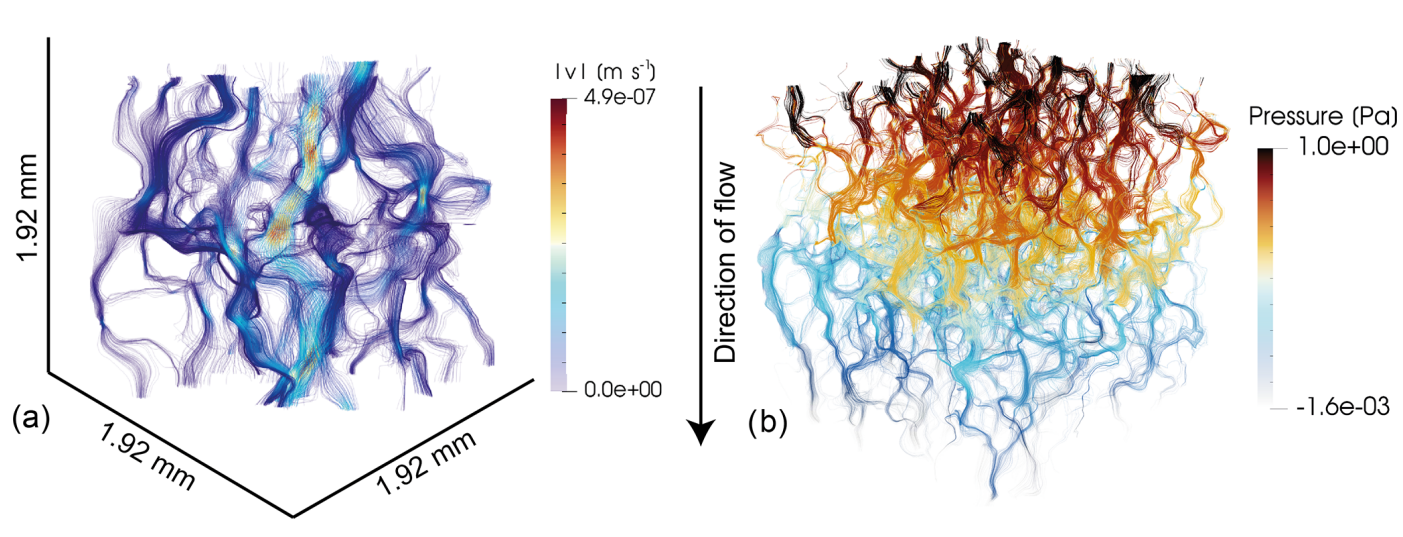 1.92 mm
|v| (m s⁻¹)
4.9e-07
0.0e+00
(a)
1.92 mm
1.92 mm
Direction of flow
Pressure (Pa)
1.0e+00
-1.6e-03
(b)